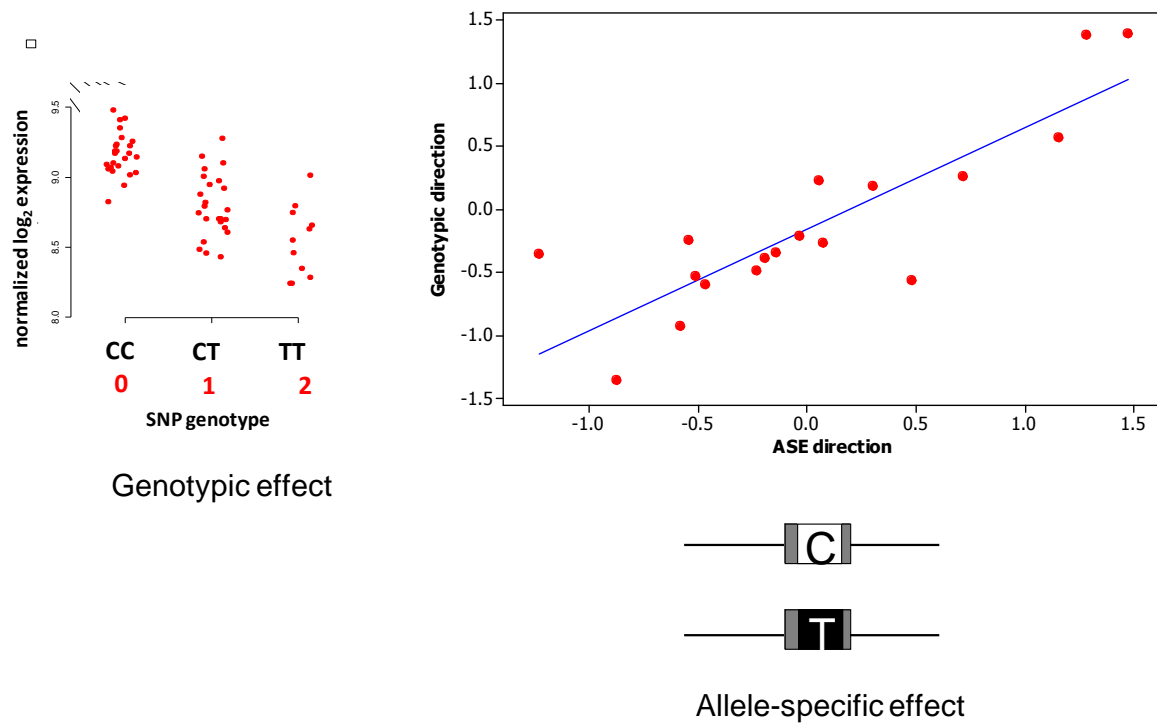 normalized log2 expression
9.5
9.0
8.5
8.0
CC CT TT
0 1 2
SNP genotype
Genotypic effect
Genotypic direction
1.5
1.0
0.5
0.0
-0.5
-1.0
-1.5
-1.0 -0.5 0.0 0.5 1.0 1.5
ASE direction
C
T
Allele-specific effect